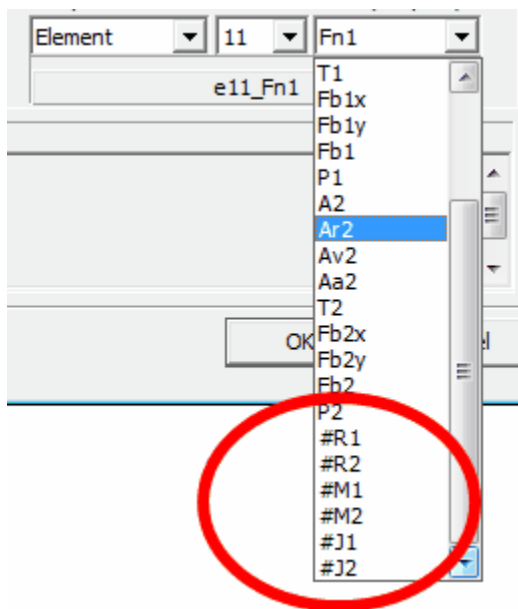 Element 11 Fn1
e11_Fn1
T1
Fb1x
Fb1y
Fb1
P1
A2
Ar2
Av2
Aa2
T2
Fb2x
OK
Fb2y
Fb2
P2
#R1
#R2
#M1
#M2
#J1
#J2